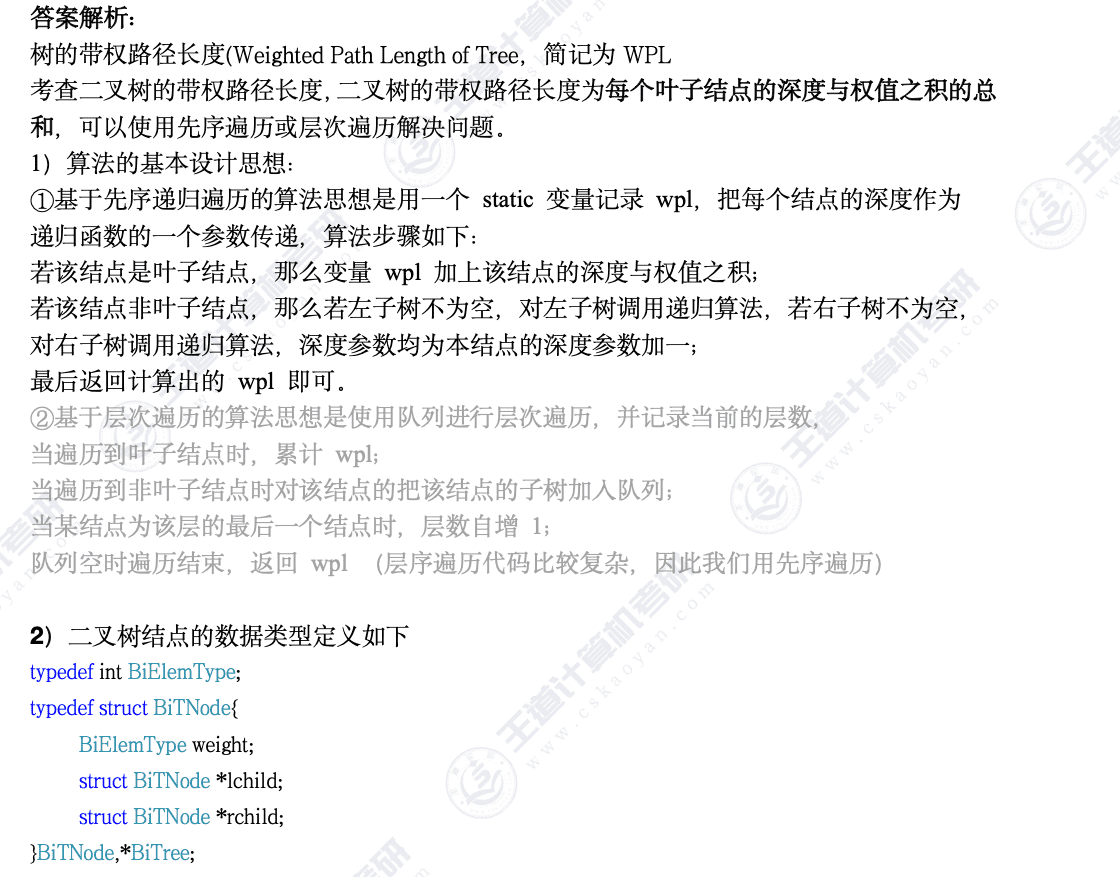 答案解析：
树的带权路径长度(Weighted Path Length of Tree，简记为 WPL
考查二叉树的带权路径长度, 二叉树的带权路径长度为每个叶子结点的深度与权值之积的总
和，可以使用先序遍历或层次遍历解决问题。
1）算法的基本设计思想：
①基于先序递归遍历的算法思想是用一个 static 变量记录 wpl，把每个结点的深度作为
递归函数的一个参数传递，算法步骤如下：
若该结点是叶子结点，那么变量 wpl 加上该结点的深度与权值之积；
若该结点非叶子结点，那么若左子树不为空，对左子树调用递归算法，若右子树不为空，
对右子树调用递归算法，深度参数均为本结点的深度参数加一；
最后返回计算出的 wpl 即可。
②基于层次遍历的算法思想是使用队列进行层次遍历，并记录当前的层数，
当遍历到叶子结点时，累计 wpl；
当遍历到非叶子结点时对该结点的把该结点的子树加入队列；
当某结点为该层的最后一个结点时，层数自增 1；
队列空时遍历结束，返回 wpl （层序遍历代码比较复杂，因此我们用先序遍历）
2）二叉树结点的数据类型定义如下
typedef int BiElemType;
typedef struct BiTNode{
BiElemType weight;
struct BiTNode *lchild;
struct BiTNode *rchild;
}BiTNode,*BiTree;
王道计算机考研
www.cskaoyan.com